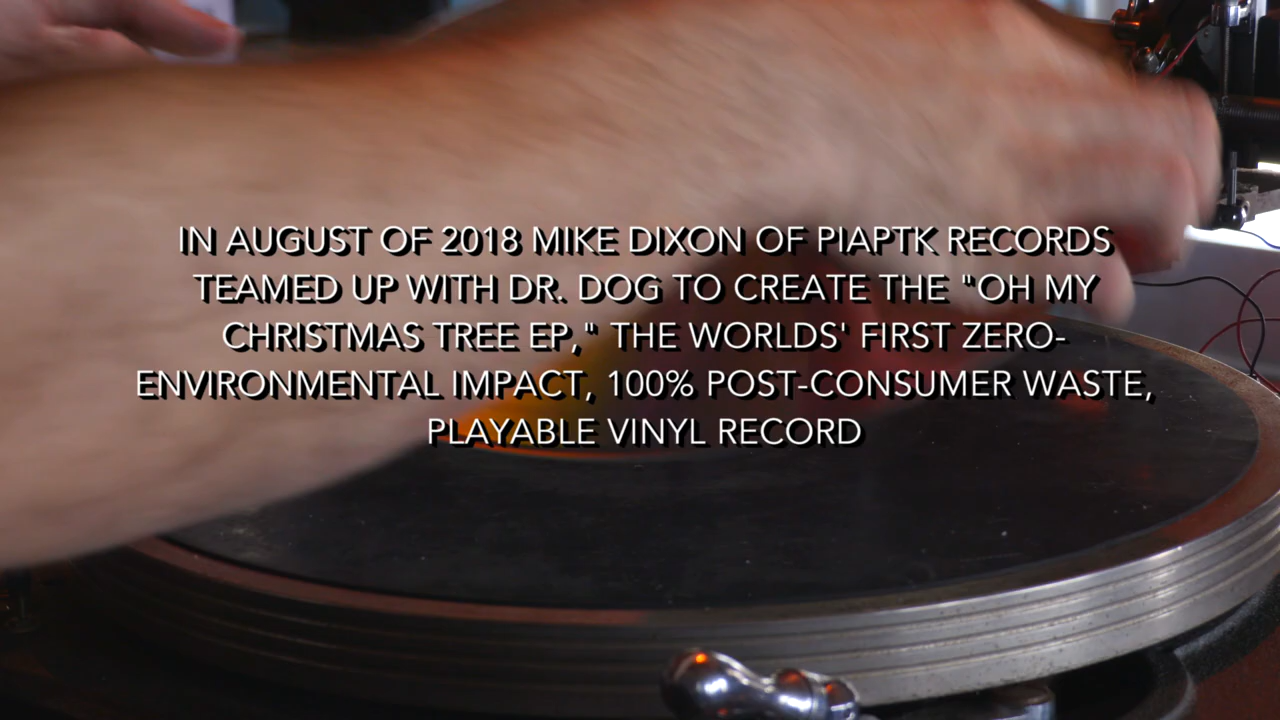 IN AUGUST OF 2018 MIKE DIXON OF PIAPTK RECORDS
TEAMED UP WITH DR. DOG TO CREATE THE "OH MY
CHRISTMAS TREE EP," THE WORLDS' FIRST ZERO-
ENVIRONMENTAL IMPACT, 100% POST-CONSUMER WASTE,
PLAYABLE VINYL RECORD